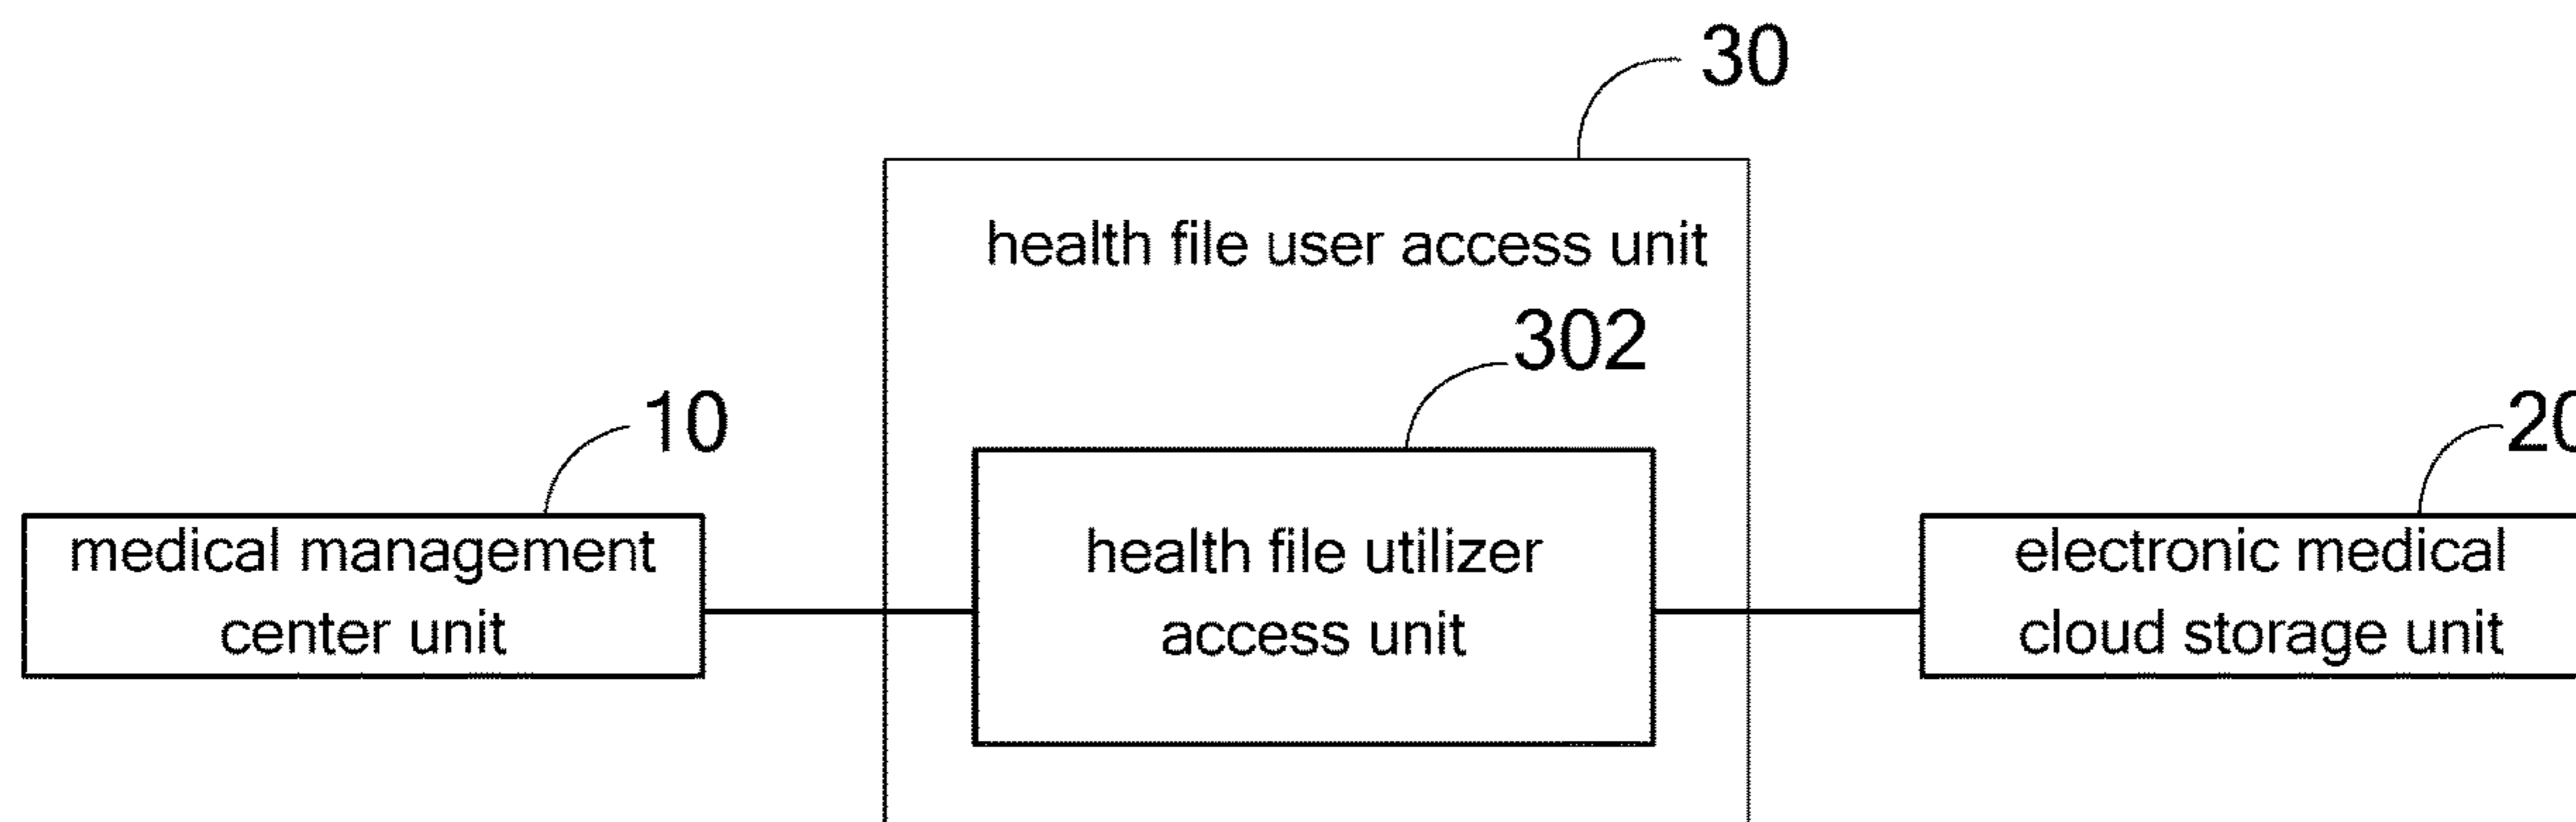 30
health file user access unit
302
10
20
medical management
center unit
health file utilizer
access unit
electronic medical
cloud storage unit